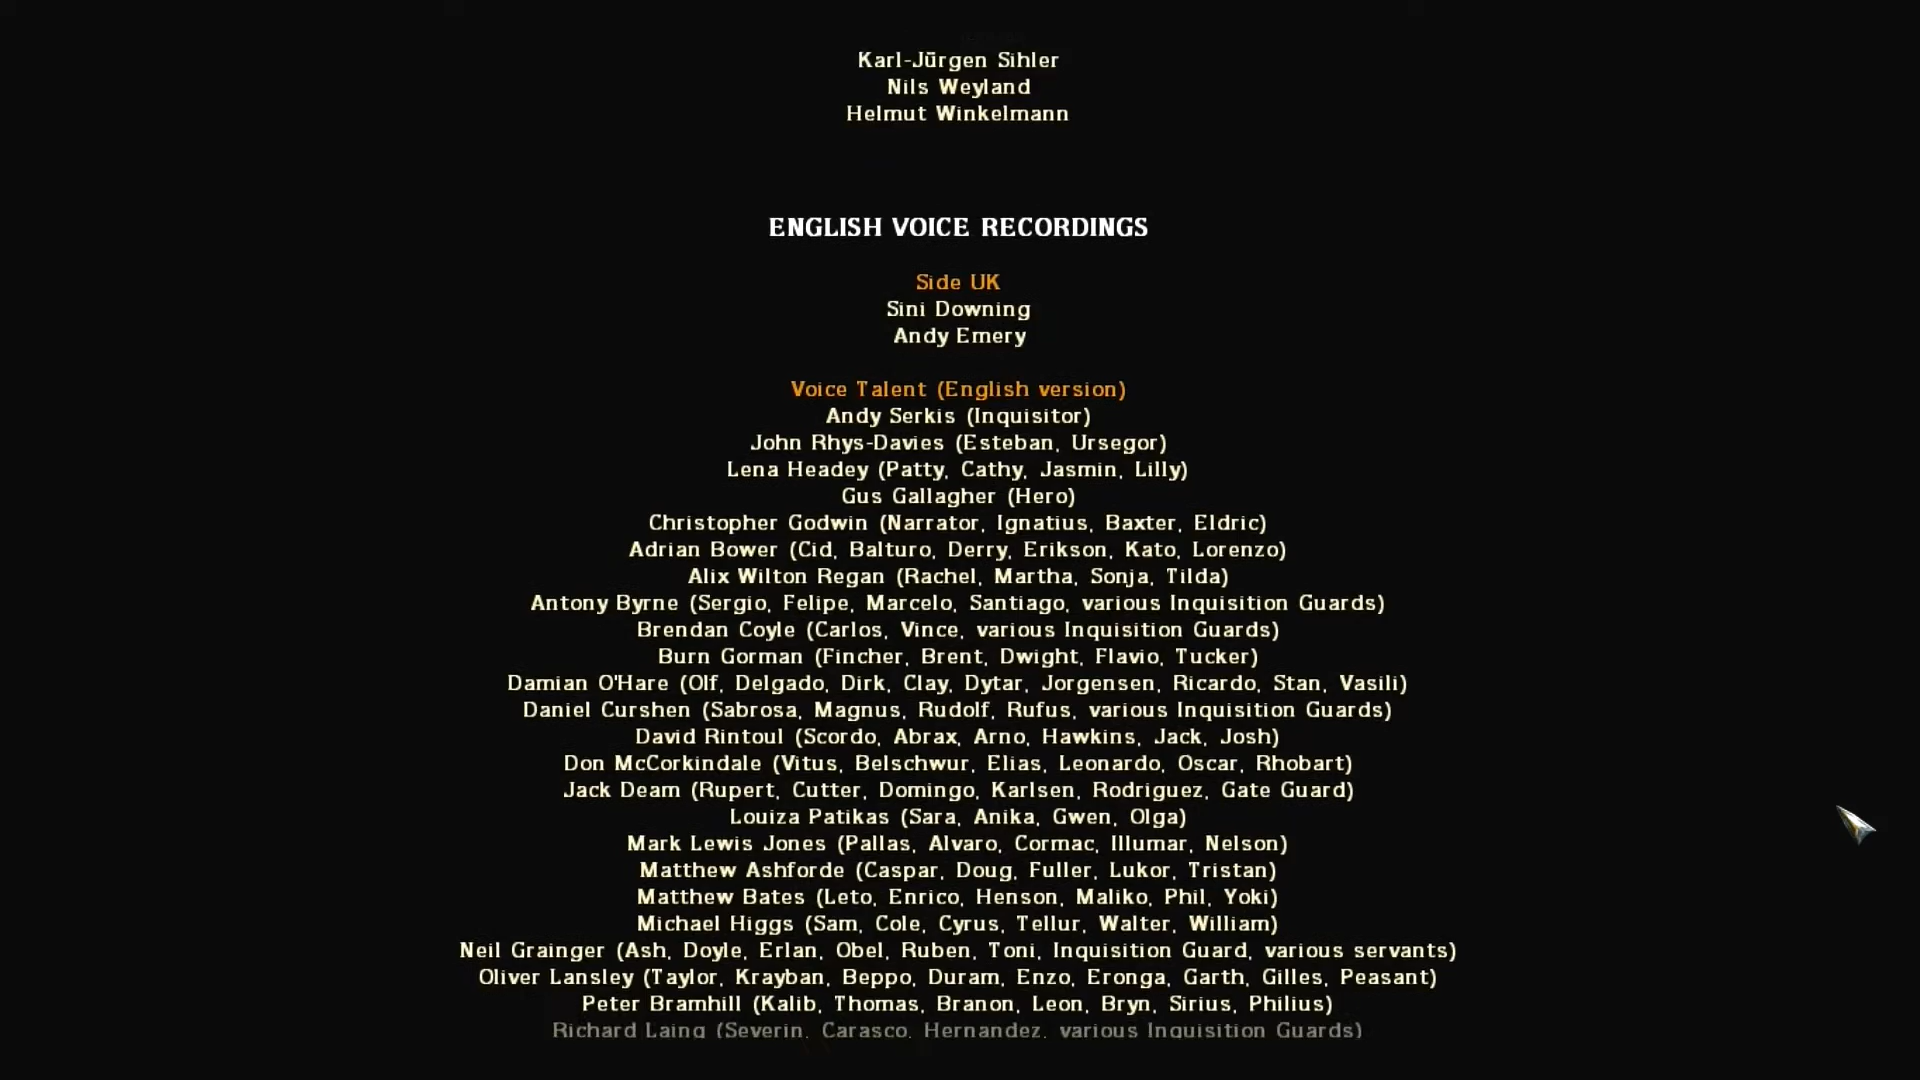 Karl-Jürgen Sihler
Nils Weyland
Helmut Winkelmann
ENGLISH VOICE RECORDINGS
Side UK
Sini Downing
Andy Emery
Voice Talent (English version)
Andy Serkis (Inquisitor)
John Rhys-Davies (Esteban, Ursegor)
Lena Headey (Patty, Cathy, Jasmin, Lilly)
Gus Gallagher (Hero)
Christopher Godwin (Narrator, Ignatius, Baxter, Eldric)
Adrian Bower (Cid, Balturo, Derry, Erikson, Kato, Lorenzo)
Alix Wilton Regan (Rachel, Martha, Sonja, Tilda)
Antony Byrne (Sergio, Felipe, Marcelo, Santiago, various Inquisition Guards)
Brendan Coyle (Carlos, Vince, various Inquisition Guards)
Burn Gorman (Fincher, Brent, Dwight, Flavio, Tucker)
Damian O'Hare (Olf, Delgado, Dirk, Clay, Dytar, Jorgensen, Ricardo, Stan, Vasili)
Daniel Curshen (Sabrosa, Magnus, Rudolf, Rufus, various Inquisition Guards)
David Rintoul (Scordo, Abrax, Arno, Hawkins, Jack, Josh)
Don McCorkindale (Vitus, Belschwur, Elias, Leonardo, Oscar, Rhobart)
Jack Deam (Rupert, Cutter, Domingo, Karlsen, Rodriguez, Gate Guard)
Louiza Patikas (Sara, Anika, Gwen, Olga)
Mark Lewis Jones (Pallas, Alvaro, Cormac, Illumar, Nelson)
Matthew Ashforde (Caspar, Doug, Fuller, Lukor, Tristan)
Matthew Bates (Leto, Enrico, Henson, Maliko, Phil, Yoki)
Michael Higgs (Sam, Cole, Cyrus, Tellur, Walter, William)
Neil Grainger (Ash, Doyle, Erlan, Obel, Ruben, Toni, Inquisition Guard, various servants)
Oliver Lansley (Taylor, Krayban, Beppo, Duram, Enzo, Eronga, Garth, Gilles, Peasant)
Peter Bramhill (Kalib, Thomas, Branon, Leon, Bryn, Sirius, Philius)
Richard Laing (Severin, Carasco, Hernandez, various Inquisition Guards)